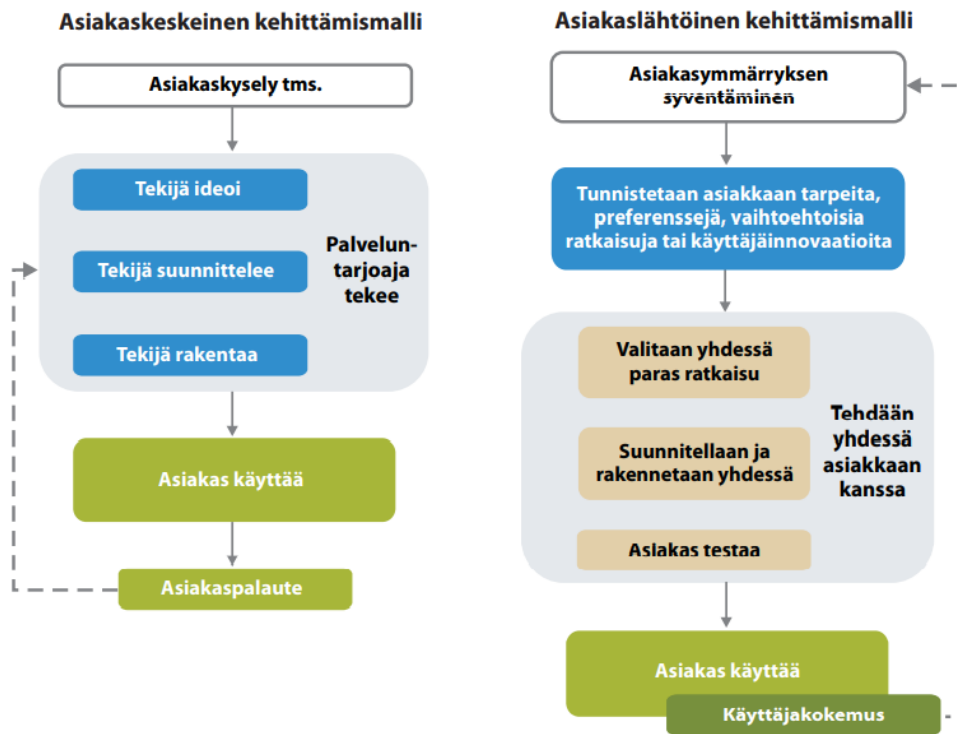 Asiakaskeskeinen kehittämismalli
Asiakaskysely tms.
Tekijä ideoi
Tekijä suunnittelee
Tekijä rakentaa
Palvelun-
tarjoaja
tekee
Asiakas käyttää
Asiakaspalaute
Asiakaslähtöinen kehittämismalli
Asiakasymmärryksen
syventäminen
Tunnistetaan asiakkaan tarpeita,
preferenssejä, vaihtoehtoisia
ratkaisuja tai käyttäjäinnovaatioita
Valitaan yhdessä
paras ratkaisu
Suunnitellaan ja
rakennetaan yhdessä
Asiakas testaa
Tehdään
yhdessä
asiakkaan
kanssa
Asiakas käyttää
Käyttäjakokemus